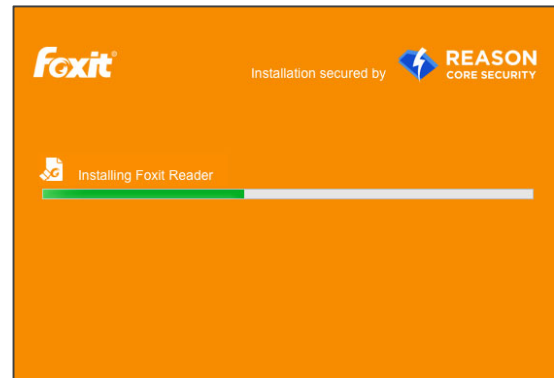 Foxit®
Installation secured by
REASON
CORE SECURITY
Installing Foxit Reader